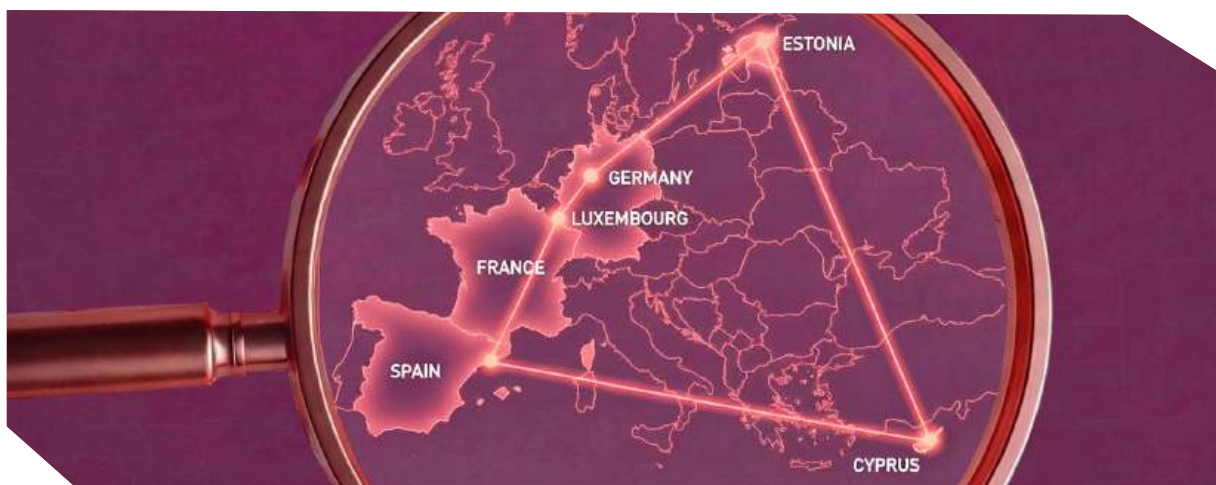 ESTONIA
GERMANY
LUXEMBOURG
FRANCE
SPAIN
CYPRUS